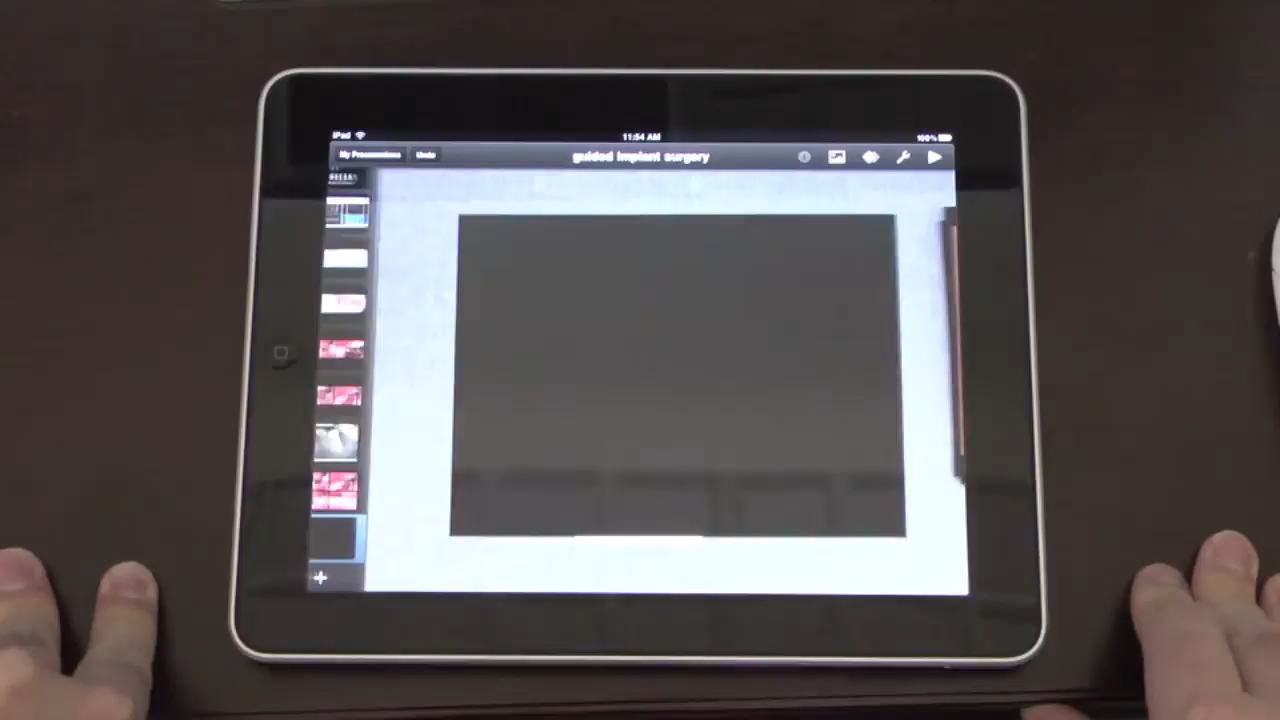 iPad 11:54 AM 100%
My Presentations Undo guided implant surgery